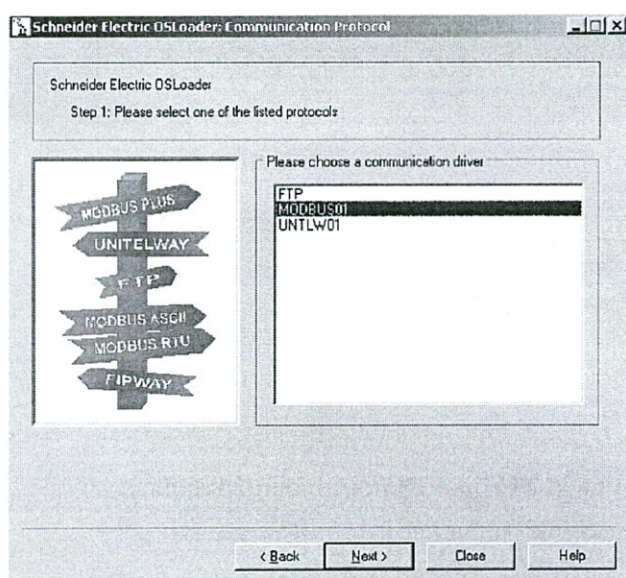 Schneider Electric OSLoader: Communication Protocol
Schneider Electric OSLoader
Step 1: Please select one of the listed protocols
Please choose a communication driver
FTP
MODBUS01
UNTLW01
MODBUS PLUS
UNITELWAY
FTP
MODBUS ASCII
MODBUS RTU
FIPWAY
< Back
Next >
Close
Help